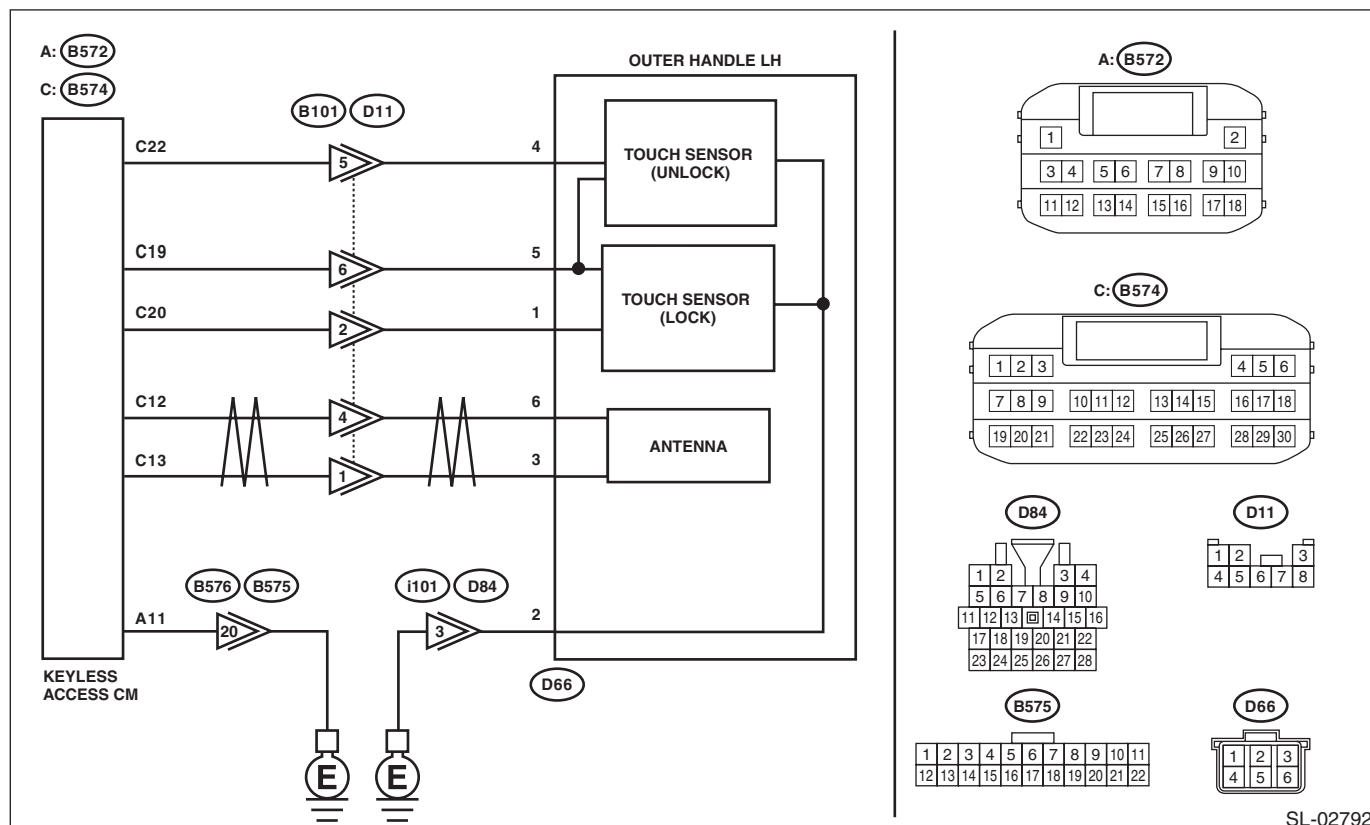 A: B572
C: B574
B101 D11
OUTER HANDLE LH
C22 5 4
TOUCH SENSOR
(UNLOCK)
C19 6 5
TOUCH SENSOR
(LOCK)
C20 2 1
C12 4 6
ANTENNA
C13 1 3
B576 B575
i101 D84
A11 20 3 2
KEYLESS
ACCESS CM
D66
E E
A: B572
1 2
3 4 5 6 7 8 9 10
11 12 13 14 15 16 17 18
C: B574
1 2 3 4 5 6
7 8 9 10 11 12 13 14 15 16 17 18
19 20 21 22 23 24 25 26 27 28 29 30
D84
1 2 3 4
5 6 7 8 9 10
11 12 13 14 15 16
17 18 19 20 21 22
23 24 25 26 27 28
D11
1 2 3
4 5 6 7 8
B575
1 2 3 4 5 6 7 8 9 10 11
12 13 14 15 16 17 18 19 20 21 22
D66
1 2 3
4 5 6
SL-02792